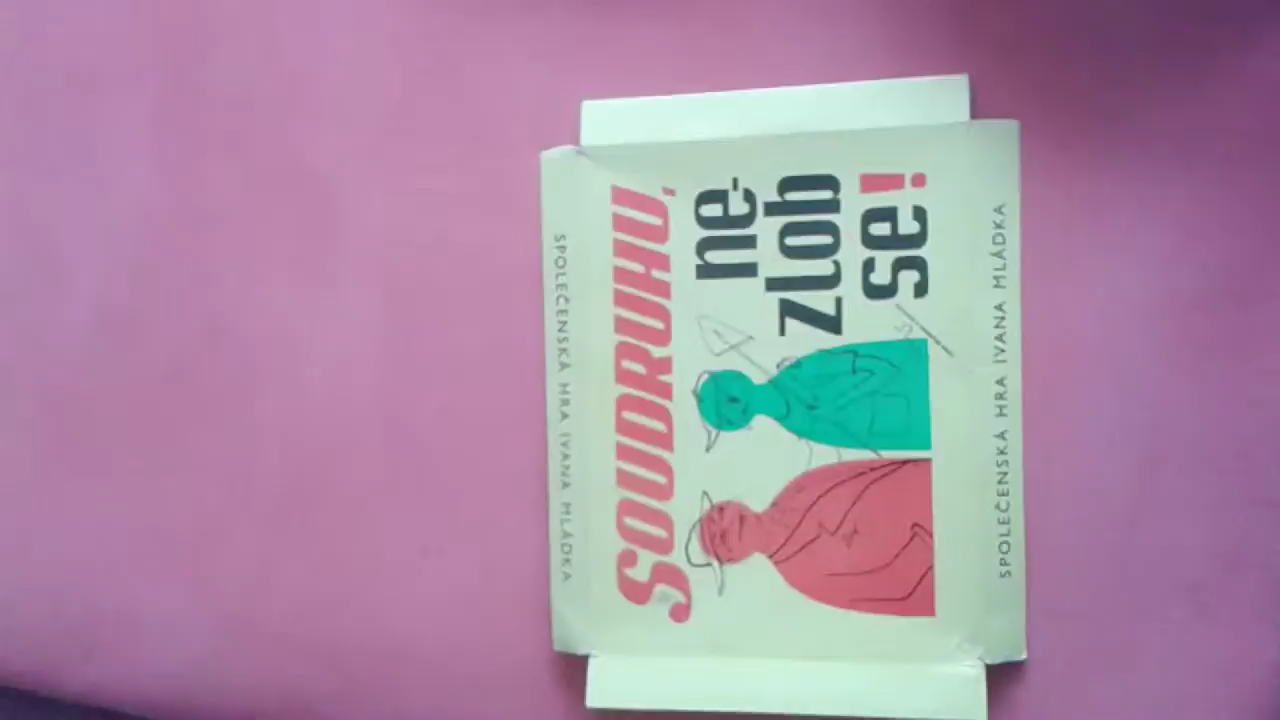 SPOLEČENSKÁ HRA IVANA MLÁDKA
SOUDRUHU,
ne-
zlob
se!
SPOLEČENSKÁ HRA IVANA MLÁDKA